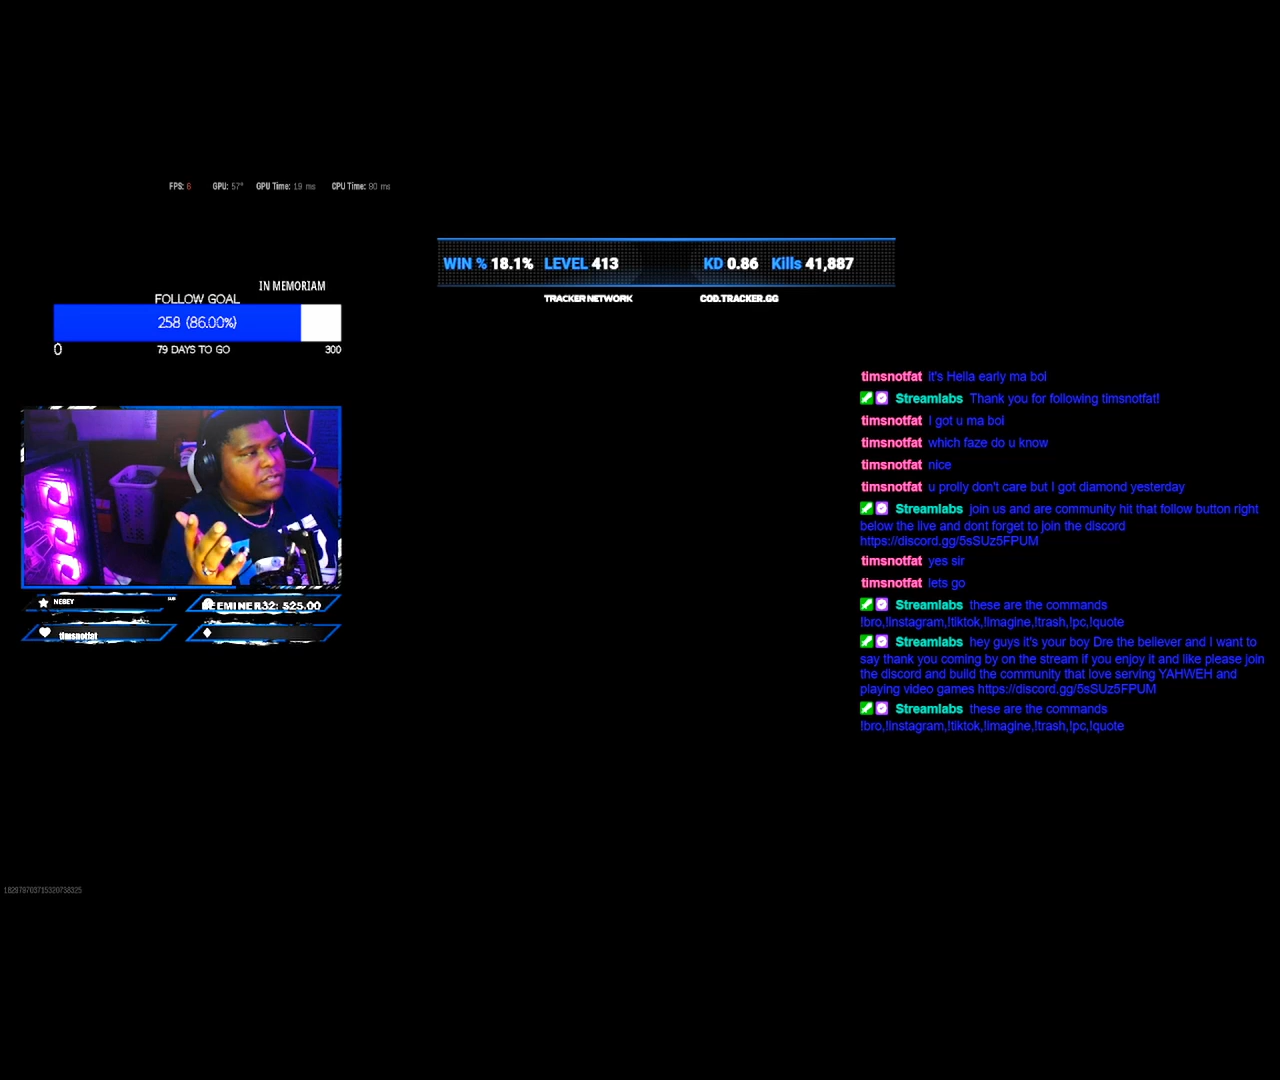 FPS: 6 GPU: 57° GPU Time: 19 ms CPU Time: 90 ms
WIN % 18.1% LEVEL 413 KD 0.86 Kills 41,887
TRACKER NETWORK COD.TRACKER.GG
IN MEMORIAM
FOLLOW GOAL
258 (86.00%)
0 79 DAYS TO GO 300
NEBEY SUB
BEEMINER32: $25.00
timsnotfat
timsnotfat it's Hella early ma boi
Streamlabs Thank you for following timsnotfat!
timsnotfat I got u ma boi
timsnotfat which faze do u know
timsnotfat nice
timsnotfat u prolly don't care but I got diamond yesterday
Streamlabs join us and are community hit that follow button right
below the live and dont forget to join the discord
https://discord.gg/5sSUz5FPUM
timsnotfat yes sir
timsnotfat lets go
Streamlabs these are the commands
!bro,!instagram,!tiktok,!imagine,!trash,!pc,!quote
Streamlabs hey guys it's your boy Dre the believer and I want to
say thank you coming by on the stream if you enjoy it and like please join
the discord and build the community that love serving YAHWEH and
playing video games https://discord.gg/5sSUz5FPUM
Streamlabs these are the commands
!bro,!instagram,!tiktok,!imagine,!trash,!pc,!quote